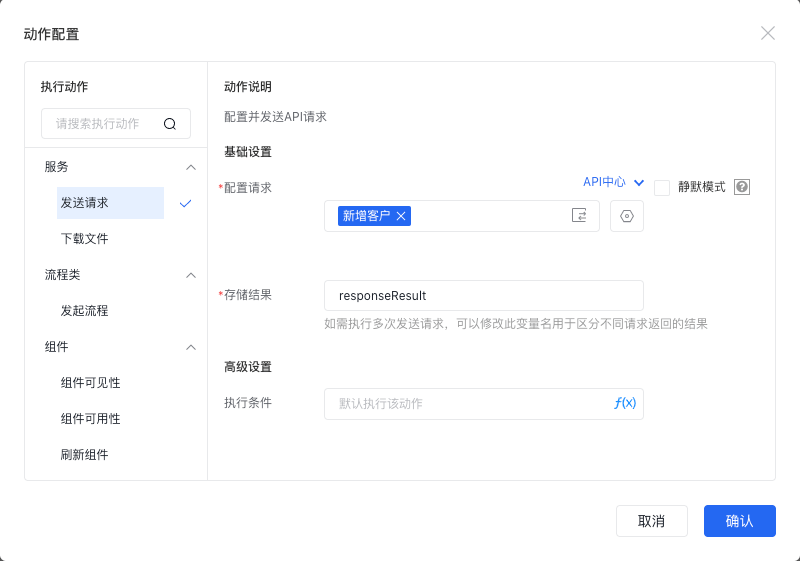 动作配置
执行动作
请搜索执行动作
服务
发送请求
下载文件
流程类
发起流程
组件
组件可见性
组件可用性
刷新组件
动作说明
配置并发送API请求
基础设置
*配置请求
API中心
静默模式
?
新增客户
*存储结果
responseResult
如需执行多次发送请求，可以修改此变量名用于区分不同请求返回的结果
高级设置
执行条件
默认执行该动作
ƒ(x)
取消
确认